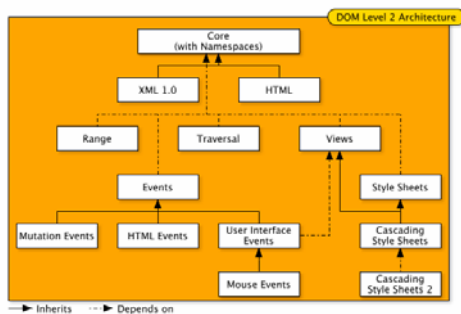 DOM Level 2 Architecture
Core
(with Namespaces)
XML 1.0
HTML
Range
Traversal
Views
Events
Style Sheets
Mutation Events
HTML Events
User Interface
Events
Cascading
Style Sheets
Mouse Events
Cascading
Style Sheets 2
Inherits
Depends on